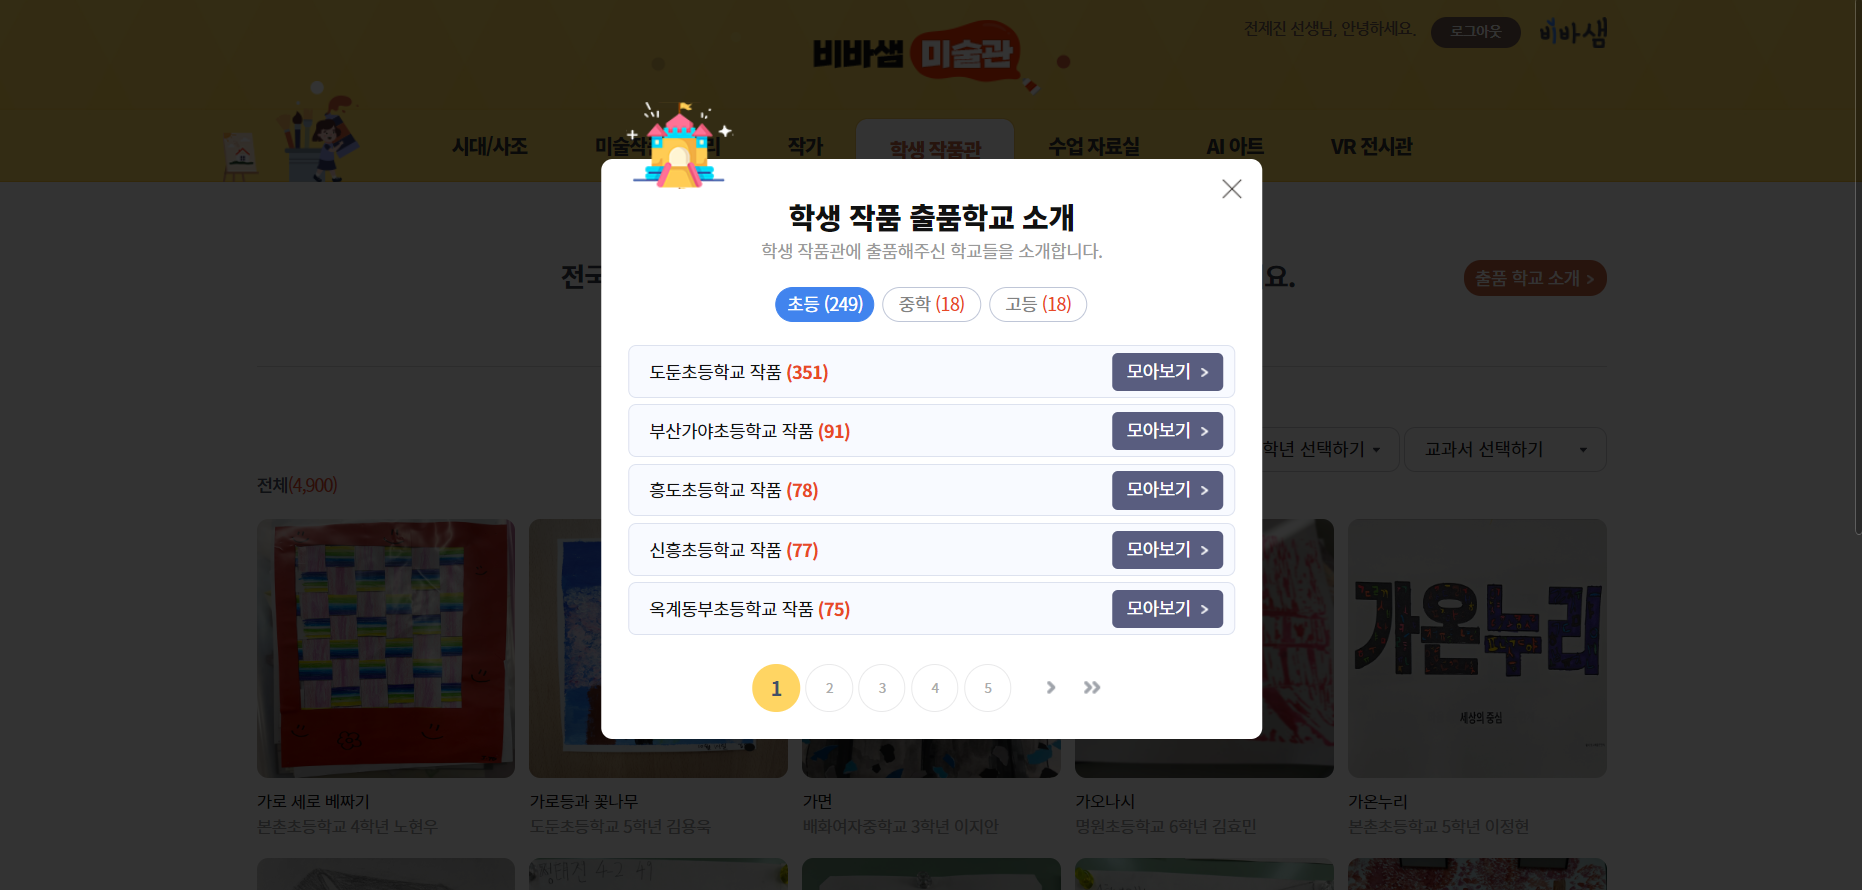 전제진 선생님, 안녕하세요.
로그아웃
비바샘
비바샘 미술관
시대/사조
작가
학생 작품관
수업 자료실
AI 아트
VR 전시관
학생 작품 출품학교 소개
학생 작품관에 출품해주신 학교들을 소개합니다.
전국
요.
출품 학교 소개 >
초등 (249)
중학 (18)
고등 (18)
도둔초등학교 작품 (351)
모아보기 >
부산가야초등학교 작품 (91)
모아보기 >
흥도초등학교 작품 (78)
모아보기 >
신흥초등학교 작품 (77)
모아보기 >
옥계동부초등학교 작품 (75)
모아보기 >
1 2 3 4 5 > »
학년 선택하기
교과서 선택하기
전체(4,900)
가온누리
세상의 중심
가로 세로 베짜기
본촌초등학교 4학년 노현우
가로등과 꽃나무
도둔초등학교 5학년 김용욱
가면
배화여자중학교 3학년 이지안
가오나시
명원초등학교 6학년 김효민
가온누리
본촌초등학교 5학년 이정현